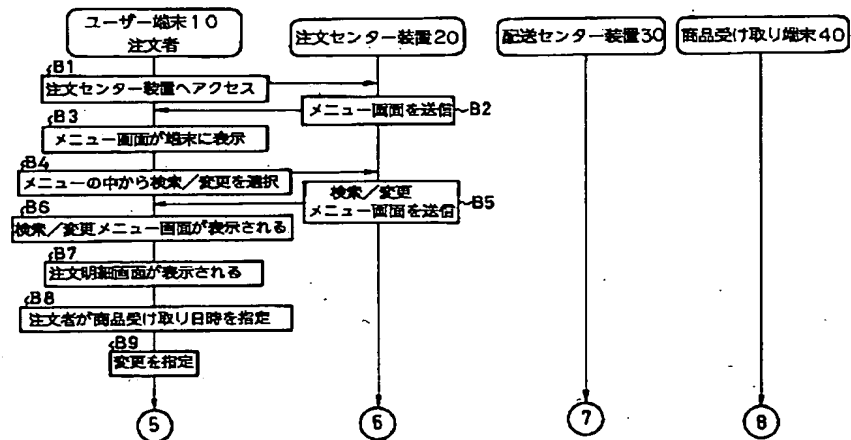 ユーザー端末10
注文者
注文センター装置20
配送センター装置30
商品受け取り端末40
B1
注文センター装置へアクセス
メニュー画面を送信
B2
B3
メニュー画面が端末に表示
B4
メニューの中から検索／変更を選択
検索／変更
メニュー画面を送信
B5
B6
検索／変更メニュー画面が表示される
B7
注文明細画面が表示される
B8
注文者が商品受け取り日時を指定
B9
変更を指定
5
6
7
8